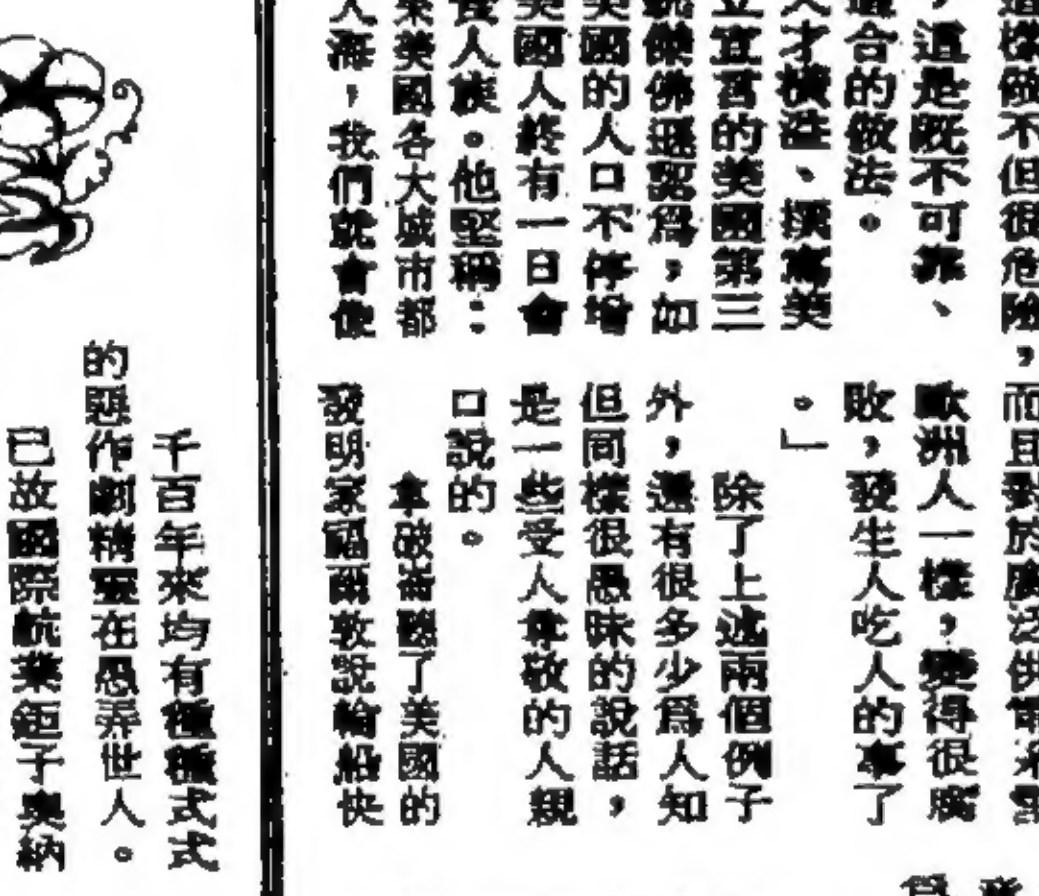 這樣做不但很危險，
，這是既不可靠、
適合的做法。
人才橫溢、撰寫美
立宣言的美國第三
統傑佛遜認爲，如
美國的人口不停增
美國人終有一日會
食人族。他堅稱：
來美國各大城市都
人滿，我們就會像
而且對於廣泛供電來
歐洲人一樣，變得很腐
敗，發生人吃人的事了
。」
除了上述兩個例子
外，還有很多少爲人知
但同樣很愚昧的說話，
是一些受人尊敬的人親
口說的。
拿破崙聽了美國的
發明家福爾敦說輪船快
千百年來均有種種式式
的惡作劇精靈在愚弄世人。
已故國際航業鉅子奧納